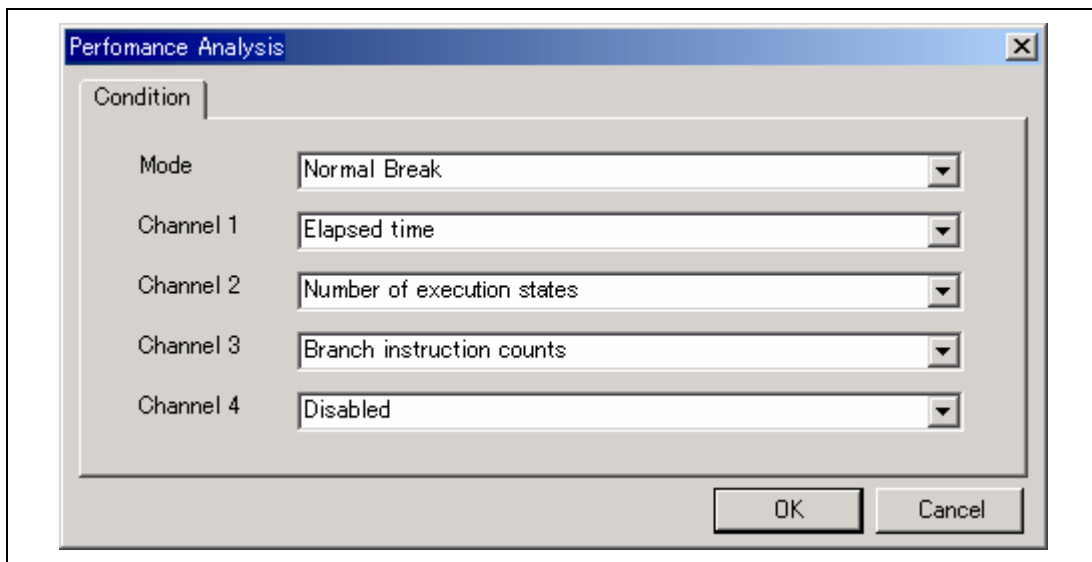 Perfomance Analysis
Condition
Mode Normal Break
Channel 1 Elapsed time
Channel 2 Number of execution states
Channel 3 Branch instruction counts
Channel 4 Disabled
OK Cancel